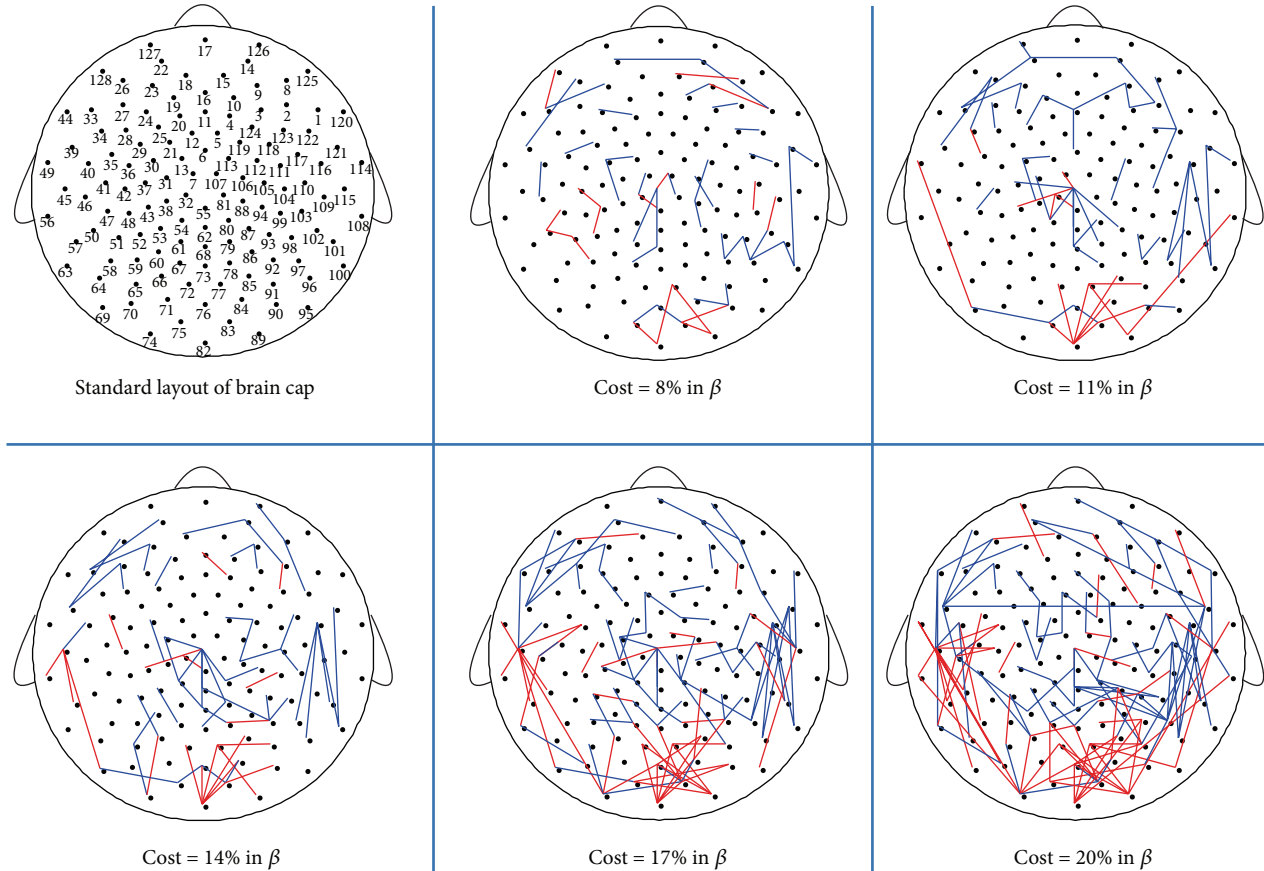 17
127 126
22 14
128 18 15 125
26 23 9 8
16
19 10
44 33 27 24 11 4 3 2 1 120
20
34 28 25 12 5 124 123 122
39 29 6 119 118 121
49 40 35 36 30 21 13 113 112 111 117 116 114
41 42 37 31 7 107 106 105 110
45 46 32 81 104 115
56 47 48 43 38 55 88 94 99 103 109 108
50 54 80
57 51 52 53 61 62 87 93 98 102 101
63 58 59 60 67 68 79 86 100
64 66 73 78 92 97
65 72 77 85 91 96
69 70 71 76 84 90 95
75 83
74 82 89
Standard layout of brain cap
Cost = 8% in β
Cost = 11% in β
Cost = 14% in β
Cost = 17% in β
Cost = 20% in β